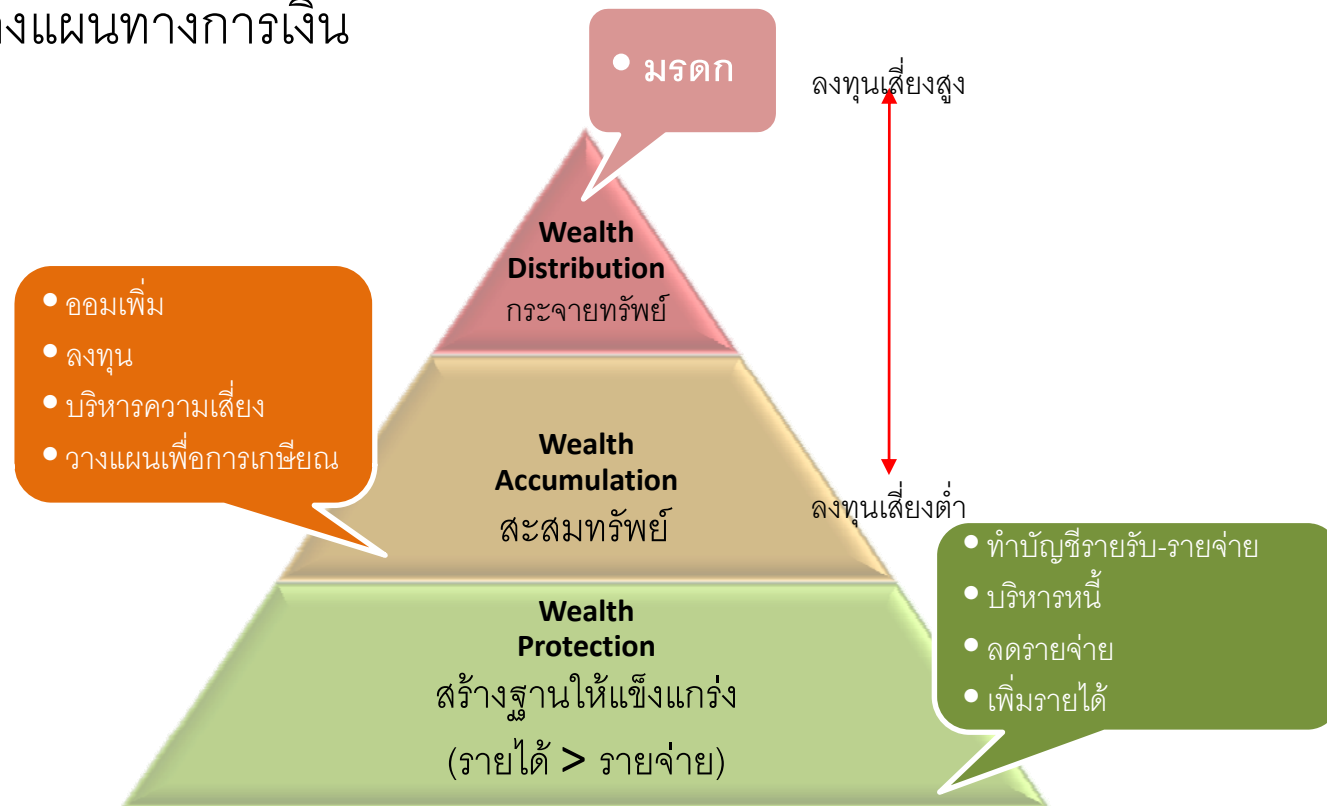 งแผนทางการเงิน
• มรดก
ลงทุนเสี่ยงสูง
Wealth
Distribution
กระจายทรัพย์
• ออมเพิ่ม
• ลงทุน
• บริหารความเสี่ยง
• วางแผนเพื่อการเกษียณ
Wealth
Accumulation
สะสมทรัพย์
ลงทุนเสี่ยงต่ำ
• ทำบัญชีรายรับ-รายจ่าย
• บริหารหนี้
• ลดรายจ่าย
• เพิ่มรายได้
Wealth
Protection
สร้างฐานให้แข็งแกร่ง
(รายได้ > รายจ่าย)